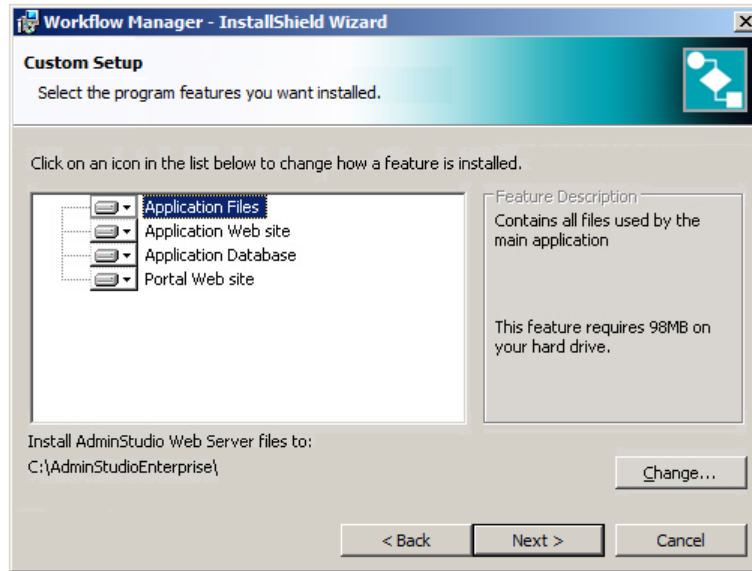 Workflow Manager - InstallShield Wizard
Custom Setup
Select the program features you want installed.
Click on an icon in the list below to change how a feature is installed.
Application Files
Application Web site
Application Database
Portal Web site
Feature Description
Contains all files used by the
main application
This feature requires 98MB on
your hard drive.
Install AdminStudio Web Server files to:
C:\AdminStudioEnterprise\
Change...
< Back
Next >
Cancel